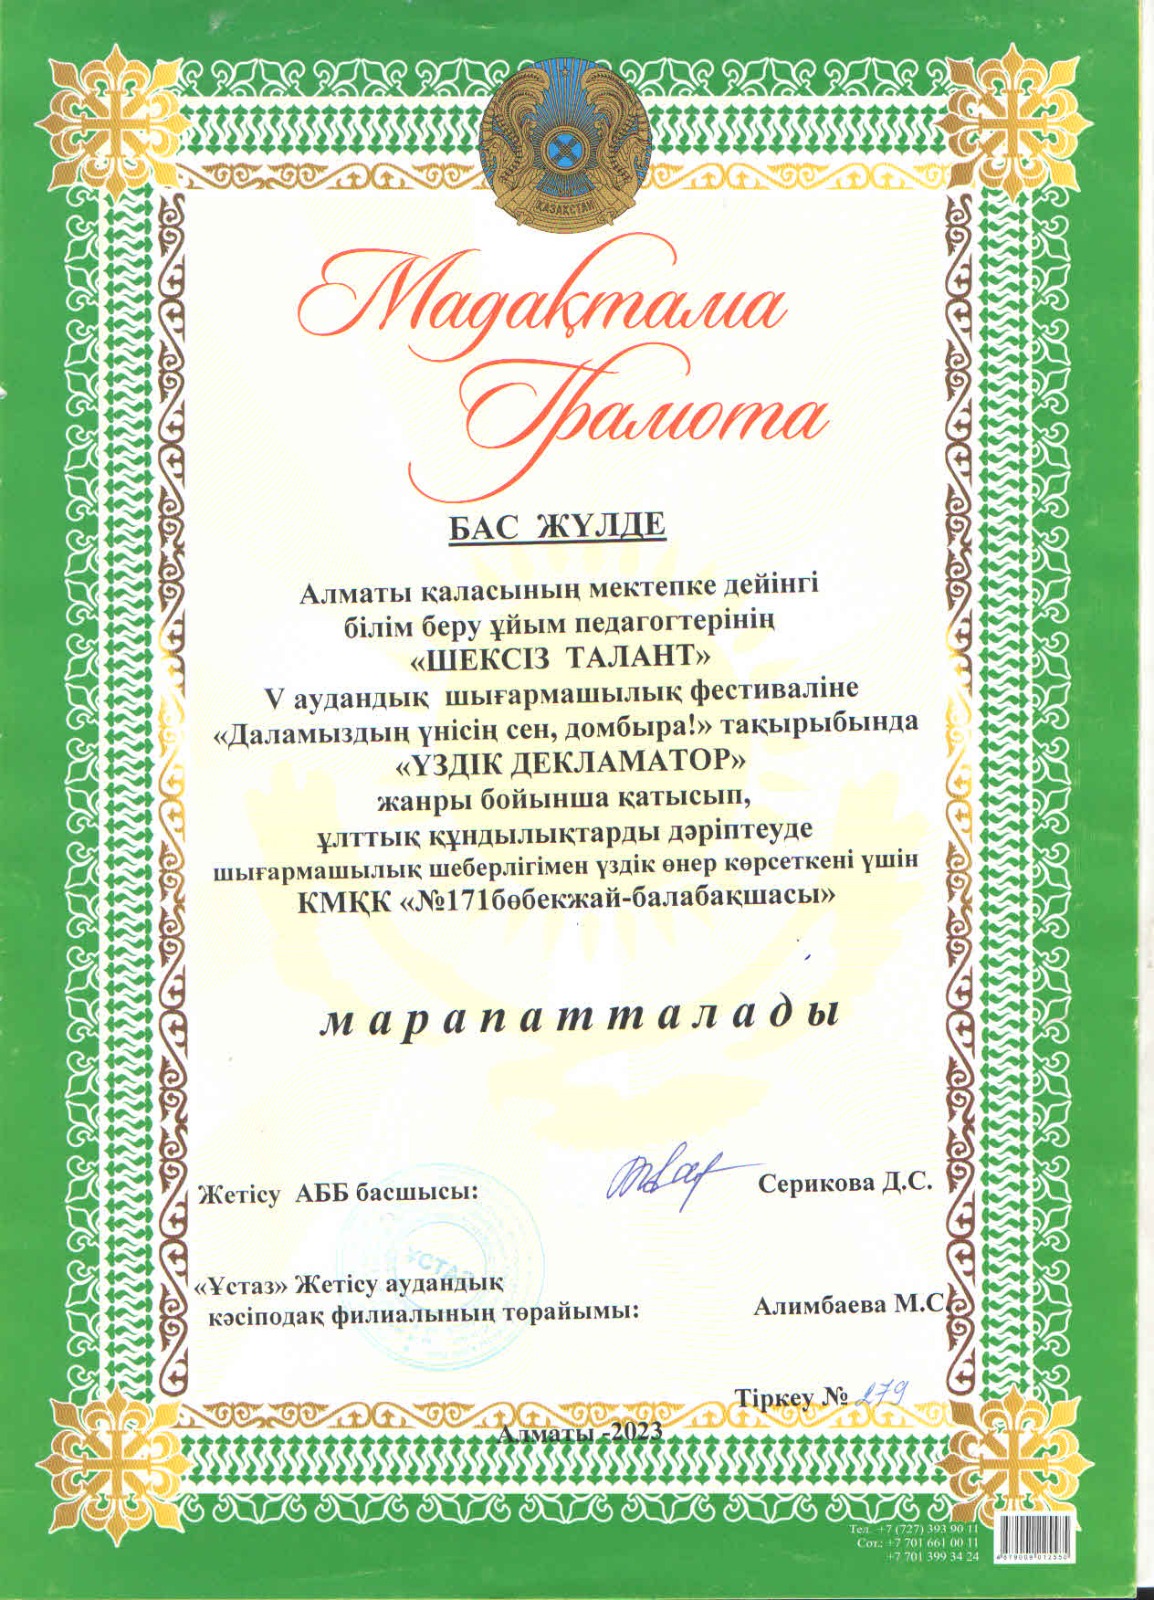 ҚАЗАҚСТАН
Мадақтама
Грамота
БАС ЖҮЛДЕ
Алматы қаласының мектепке дейінгі
білім беру ұйым педагогтерінің
«ШЕКСІЗ ТАЛАНТ»
V аудандық шығармашылық фестиваліне
«Даламыздың үнісің сен, домбыра!» тақырыбында
«ҮЗДІК ДЕКЛАМАТОР»
жанры бойынша қатысып,
ұлттық құндылықтарды дәріптеуде
шығармашылық шеберлігімен үздік өнер көрсеткені үшін
КМҚК «№171бөбекжай-балабақшасы»
марапатталады
Жетісу АББ басшысы: Серикова Д.С.
ҰСТАЗ
«Ұстаз» Жетісу аудандық
кәсіподақ филиалының төрайымы: Алимбаева М.С.
Тіркеу № 279
Алматы -2023
Тел. +7 (727) 393 90 11
Сот.: +7 701 661 00 11
+7 701 399 34 24